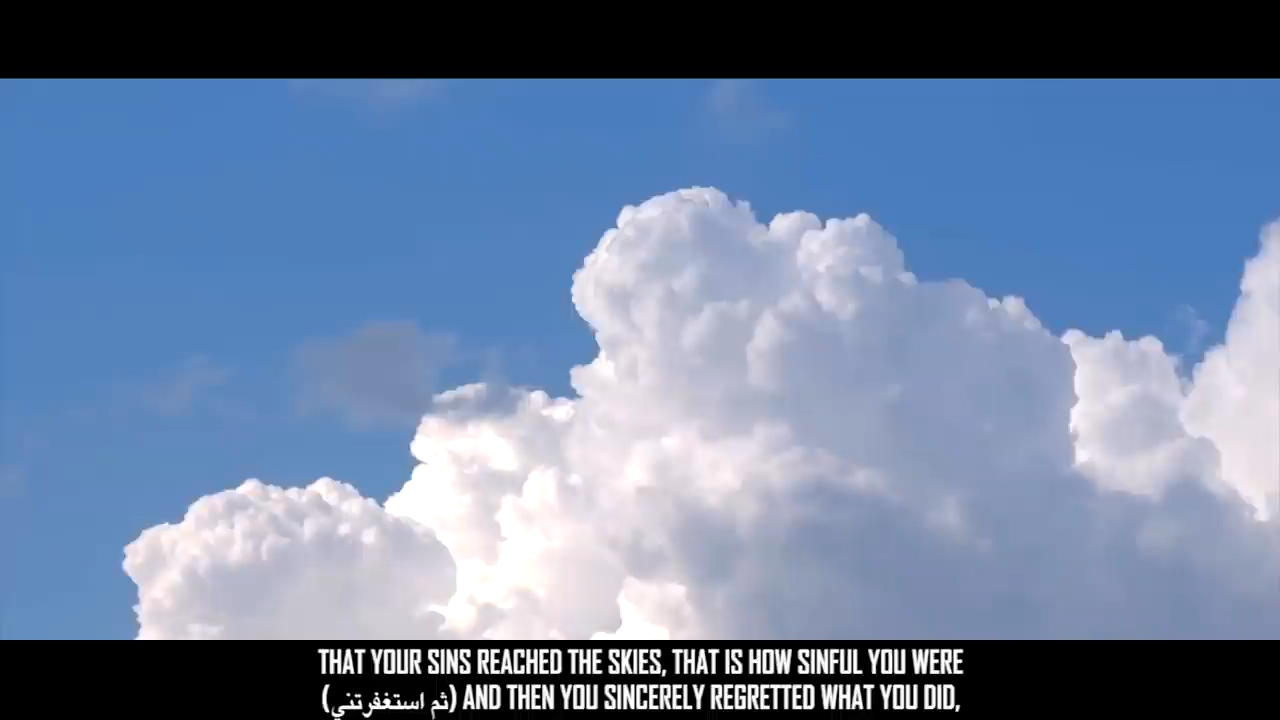 THAT YOUR SINS REACHED THE SKIES, THAT IS HOW SINFUL YOU WERE
(ثم استغفرتني) AND THEN YOU SINCERELY REGRETTED WHAT YOU DID,